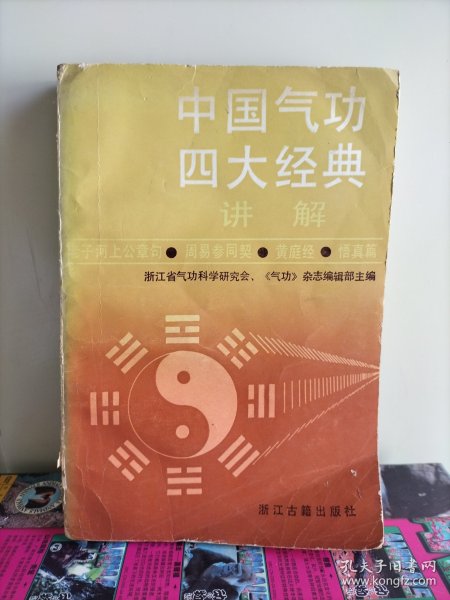 中国气功
四大经典
讲解
老子河上公章句●周易参同契●黄庭经●悟真篇
浙江省气功科学研究会、《气功》杂志编辑部主编
浙江古籍出版社
孔夫子旧书网